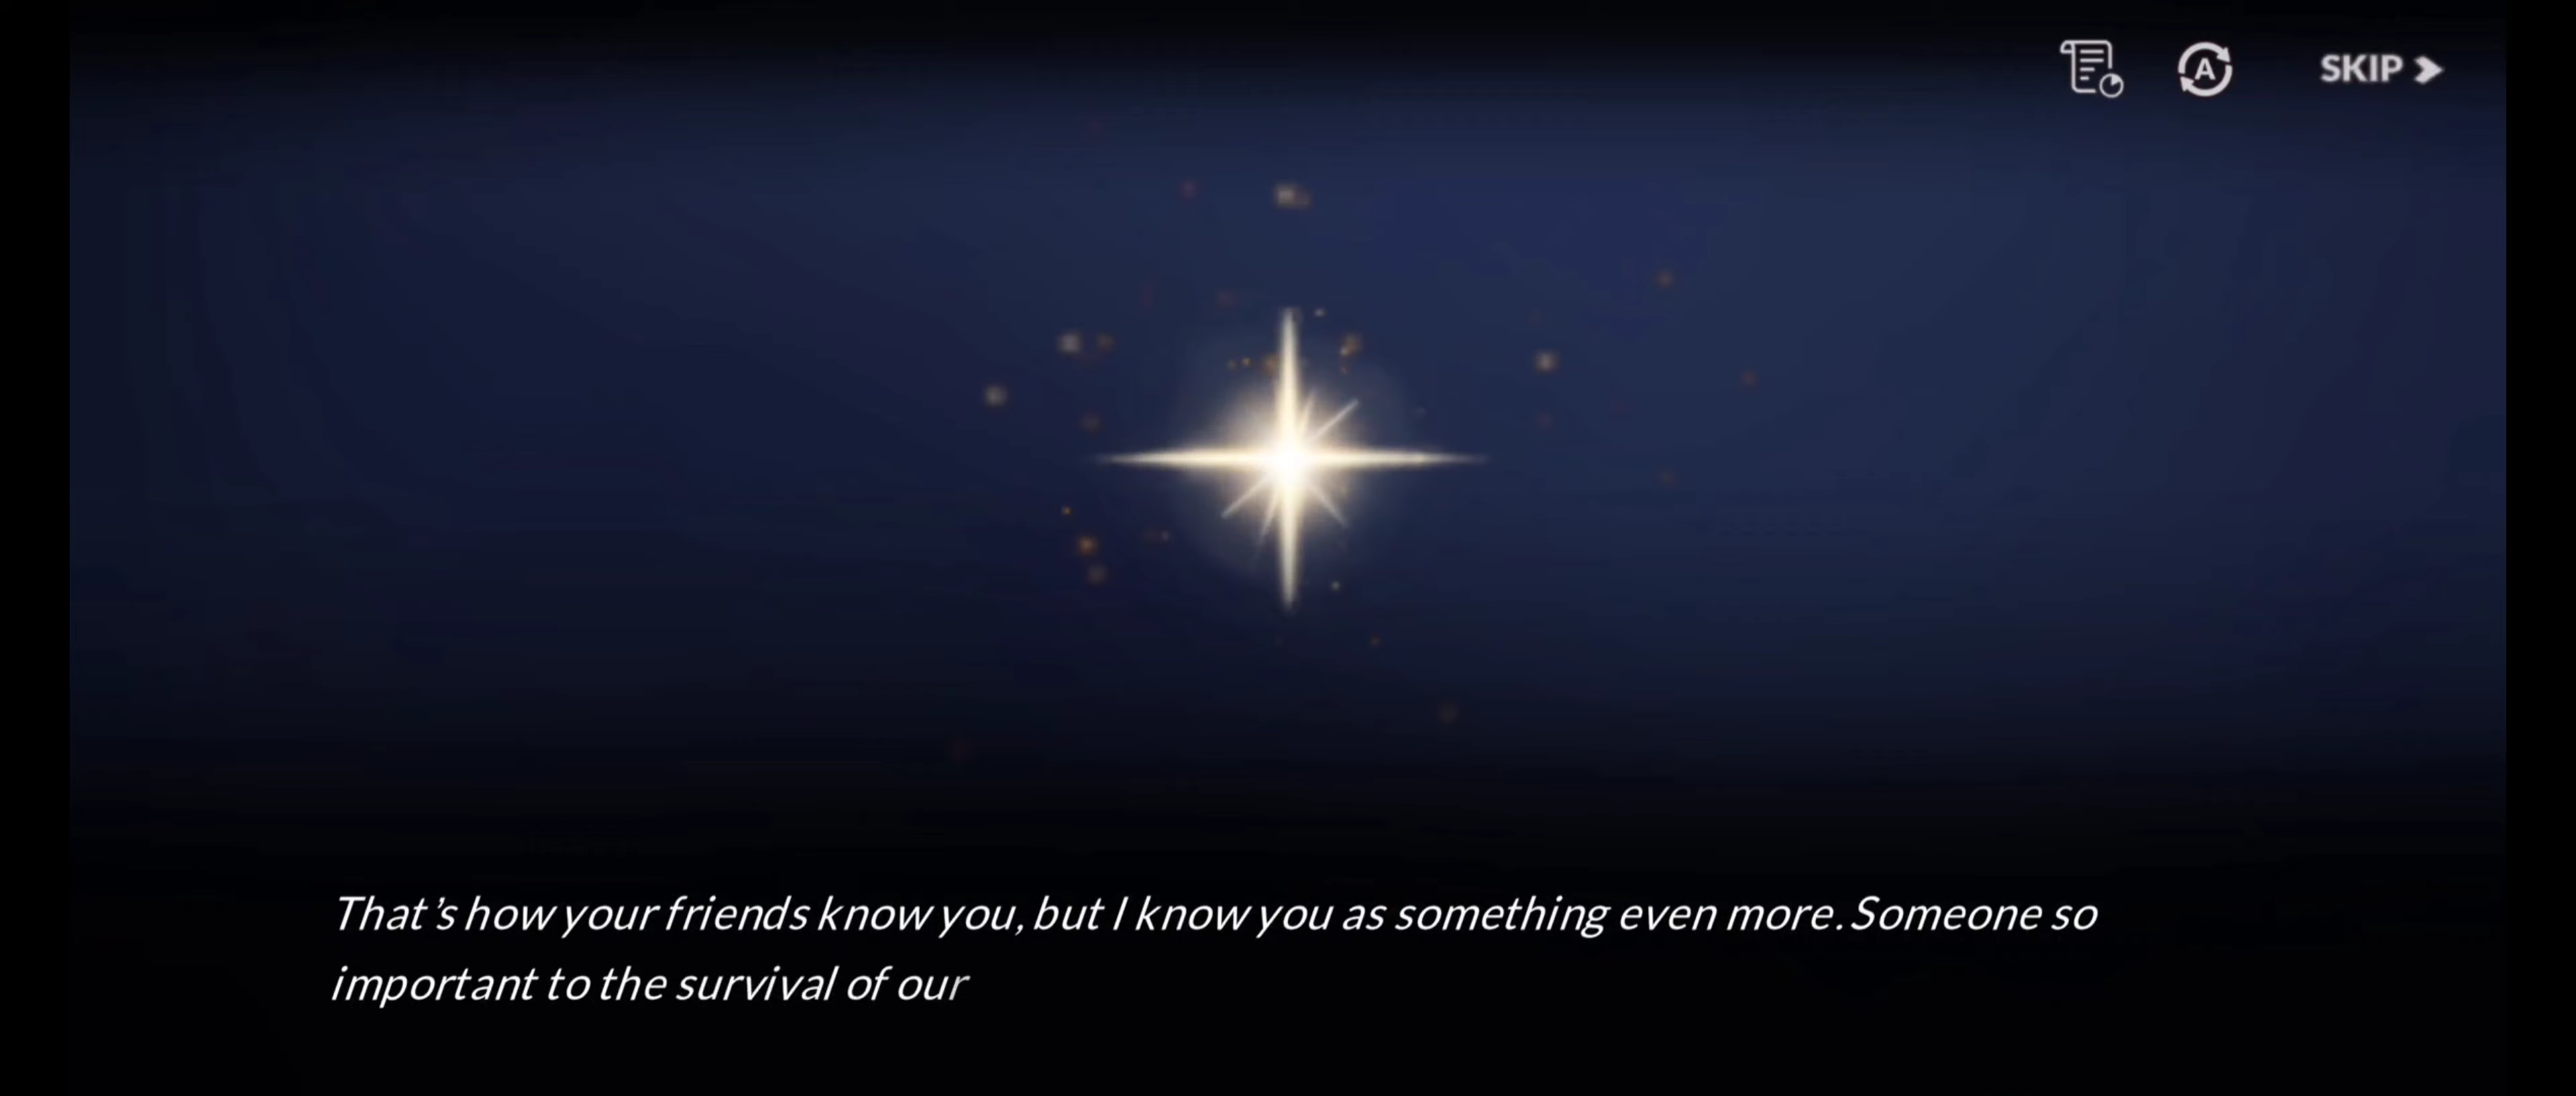 SKIP
That's how your friends know you, but I know you as something even more. Someone so
important to the survival of our